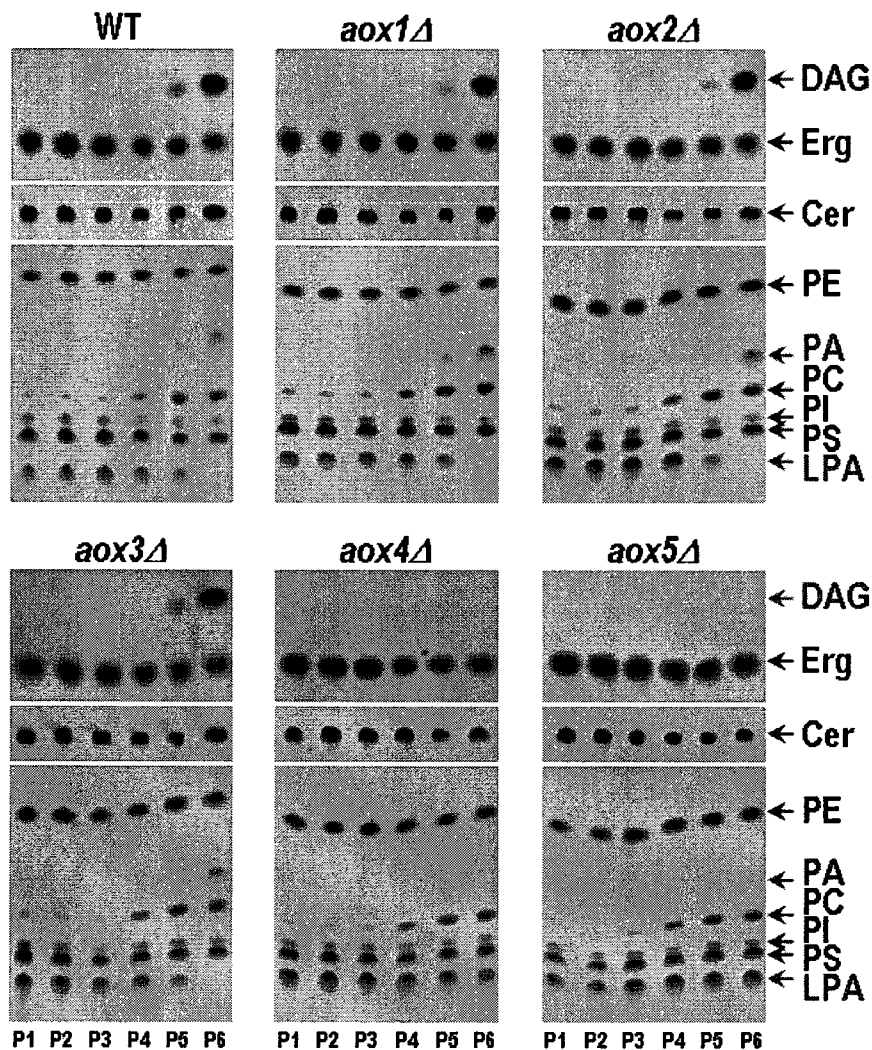 WT aox1Δ aox2Δ
DAG
Erg
Cer
PE
PA
PC
PI
PS
LPA
aox3Δ aox4Δ aox5Δ
DAG
Erg
Cer
PE
PA
PC
PI
PS
LPA
P1 P2 P3 P4 P5 P6 P1 P2 P3 P4 P5 P6 P1 P2 P3 P4 P5 P6